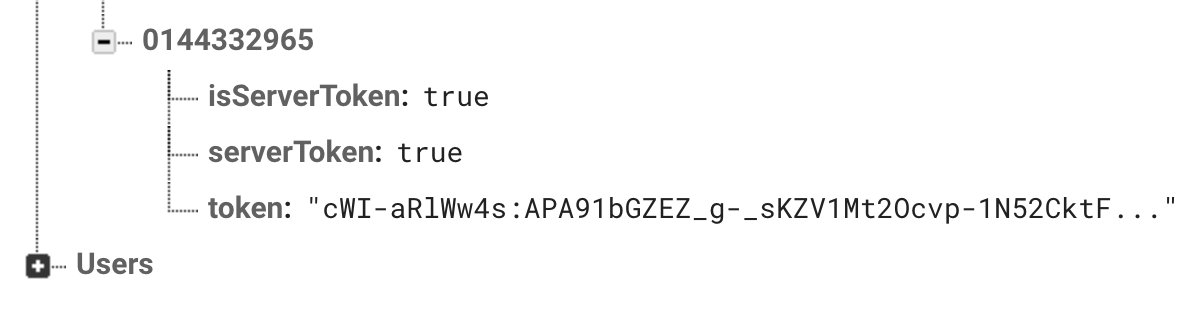 0144332965
isServerToken: true
serverToken: true
token: "cWI-aRlWw4s:APA91bGZEZ_g-_sKZV1Mt2Ocvp-1N52CktF..."
Users